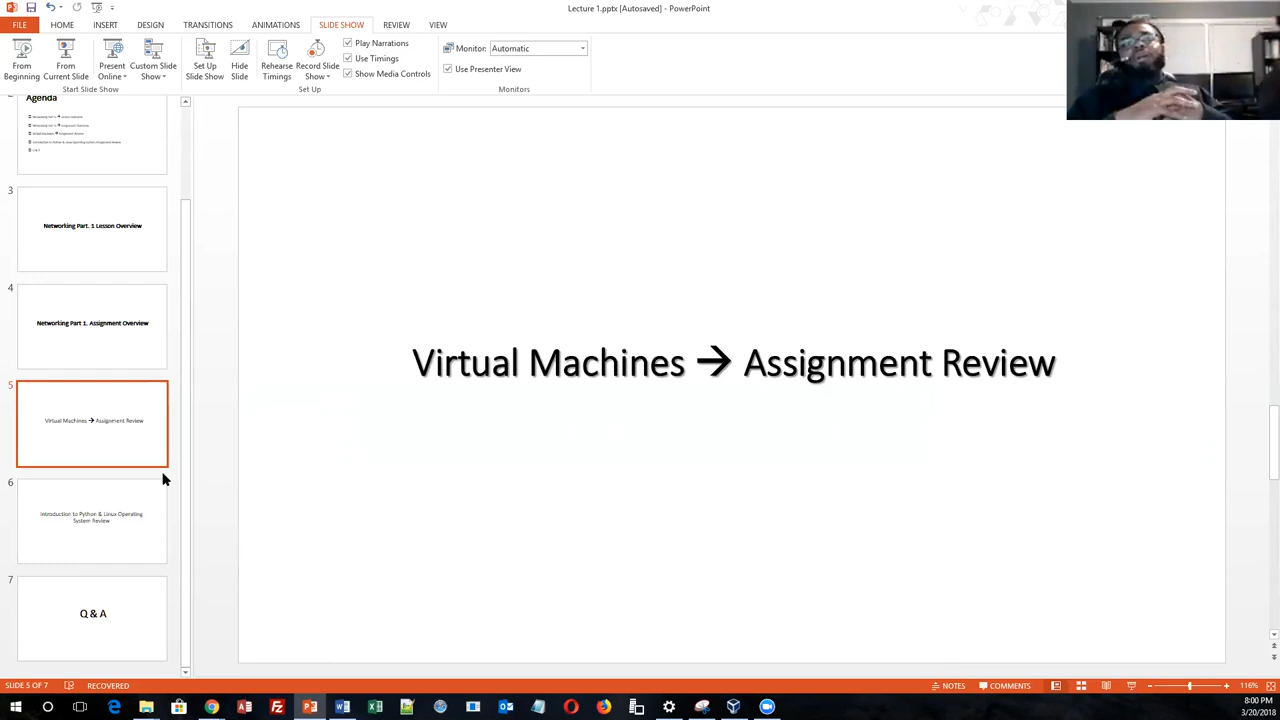 Lecture 1.pptx [Autosaved] - PowerPoint
FILE HOME INSERT DESIGN TRANSITIONS ANIMATIONS SLIDE SHOW REVIEW VIEW
From Beginning
From Current Slide
Present Online
Custom Slide Show
Set Up Slide Show
Hide Slide
Rehearse Timings
Record Slide Show
Play Narrations
Use Timings
Show Media Controls
Monitor: Automatic
Use Presenter View
Start Slide Show
Set Up
Monitors
Agenda
Q & A
3
Networking Part. 1 Lesson Overview
4
Networking Part 1. Assignment Overview
5
Virtual Machines → Assignment Review
6
Introduction to Python & Linux Operating
System Review
7
Q & A
Virtual Machines → Assignment Review
SLIDE 5 OF 7 RECOVERED NOTES COMMENTS 116%
8:00 PM
3/20/2018